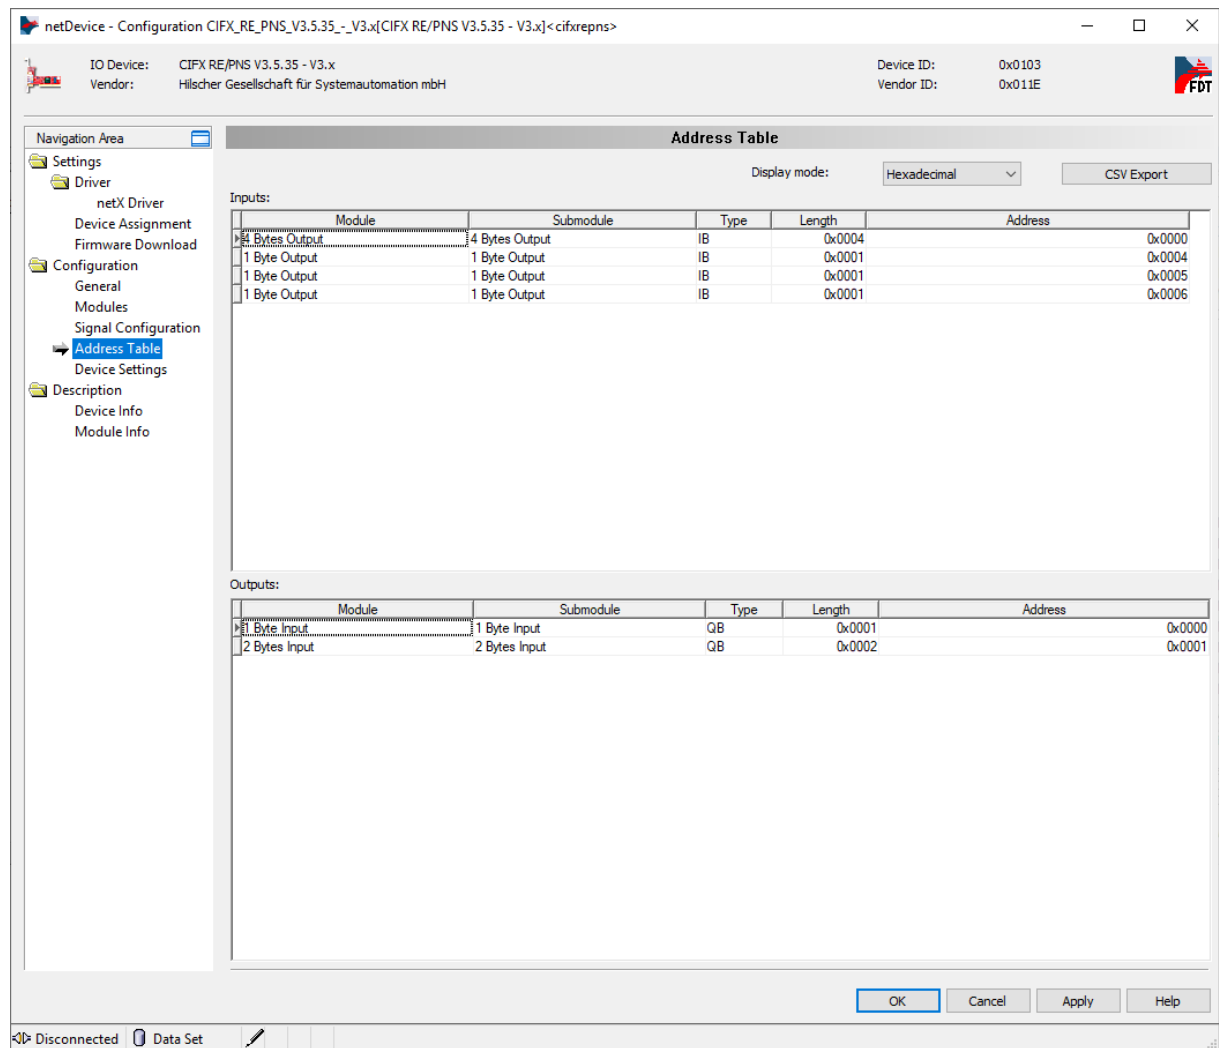 netDevice - Configuration CIFX_RE_PNS_V3.5.35_-_V3.x[CIFX RE/PNS V3.5.35 - V3.x]<cifxrepns>
IO Device: CIFX RE/PNS V3.5.35 - V3.x Device ID: 0x0103
Vendor: Hilscher Gesellschaft für Systemautomation mbH Vendor ID: 0x011E
FDT
Navigation Area
Settings
Driver
netX Driver
Device Assignment
Firmware Download
Configuration
General
Modules
Signal Configuration
Address Table
Device Settings
Description
Device Info
Module Info
Address Table
Display mode: Hexadecimal CSV Export
Inputs:
Module Submodule Type Length Address
4 Bytes Output 4 Bytes Output IB 0x0004 0x0000
1 Byte Output 1 Byte Output IB 0x0001 0x0004
1 Byte Output 1 Byte Output IB 0x0001 0x0005
1 Byte Output 1 Byte Output IB 0x0001 0x0006
Outputs:
Module Submodule Type Length Address
1 Byte Input 1 Byte Input QB 0x0001 0x0000
2 Bytes Input 2 Bytes Input QB 0x0002 0x0001
OK Cancel Apply Help
Disconnected Data Set